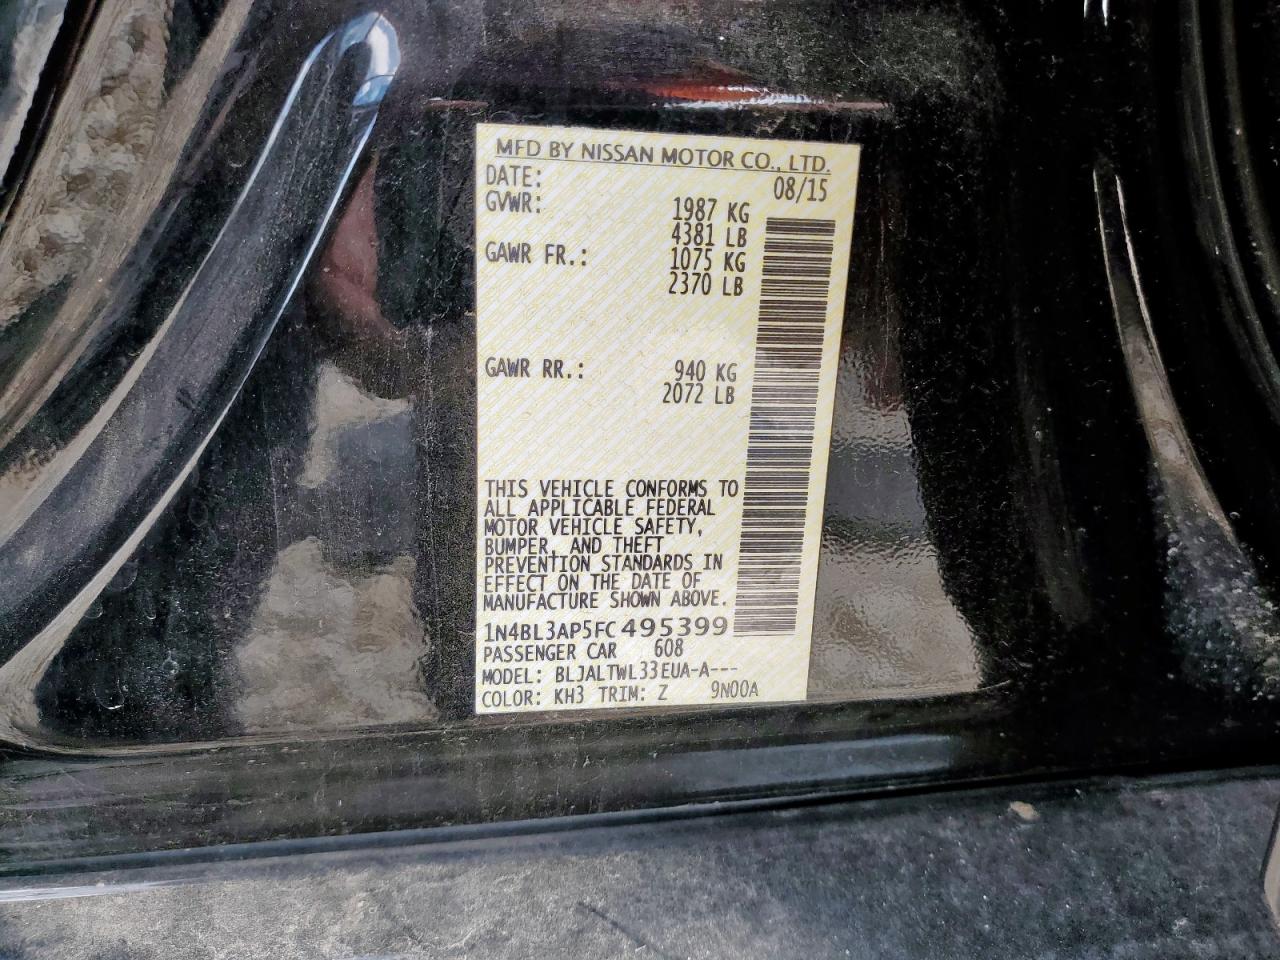 MFD BY NISSAN MOTOR CO., LTD.
DATE: 08/15
GVWR: 1987 KG
4381 LB
GAWR FR.: 1075 KG
2370 LB
GAWR RR.: 940 KG
2072 LB
THIS VEHICLE CONFORMS TO
ALL APPLICABLE FEDERAL
MOTOR VEHICLE SAFETY,
BUMPER, AND THEFT
PREVENTION STANDARDS IN
EFFECT ON THE DATE OF
MANUFACTURE SHOWN ABOVE.
1N4BL3AP5FC495399
PASSENGER CAR 608
MODEL: BLJALTWL33EUA-A---
COLOR: KH3 TRIM: Z 9N00A